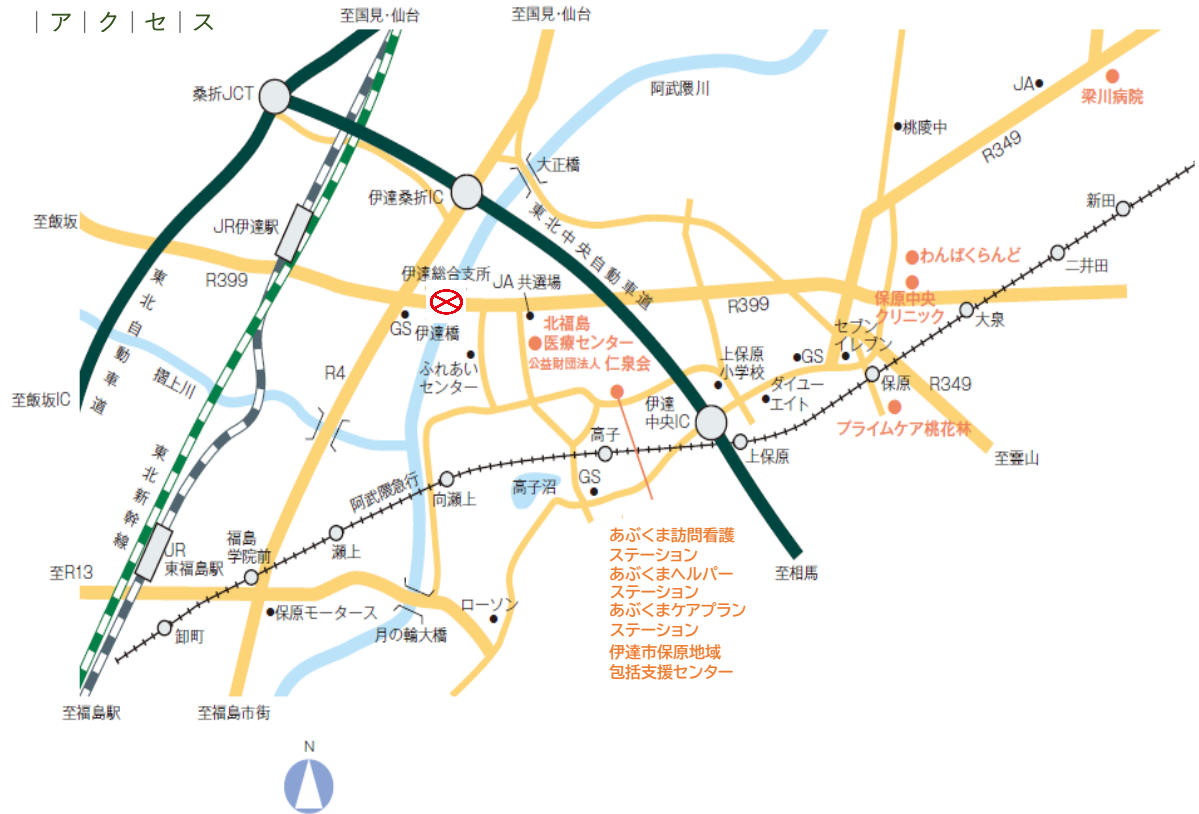 ｜ア｜ク｜セ｜ス
至国見・仙台
至国見・仙台
桑折JCT
阿武隈川
JA
梁川病院
桃陵中
R349
大正橋
伊達桑折IC
東北中央自動車道
新田
至飯坂
JR伊達駅
わんぱくらんど
二井田
R399
伊達総合支所
JA 共選場
R399
保原中央
クリニック
大泉
東北自動車道
GS
伊達橋
北福島
医療センター
公益財団法人 仁泉会
セブン
イレブン
上保原
小学校
GS
ふれあい
センター
R4
摺上川
ダイユー
エイト
保原
R349
至飯坂IC
伊達
中央IC
プライムケア桃花林
高子
上保原
至霊山
東北新幹線
阿武隈急行
向瀬上
高子沼
GS
福島
学院前
瀬上
JR
東福島駅
あぶくま訪問看護
ステーション
あぶくまヘルパー
ステーション
あぶくまケアプラン
ステーション
伊達市保原地域
包括支援センター
至R13
至相馬
保原モータース
ローソン
卸町
月の輪大橋
至福島駅
至福島市街
N